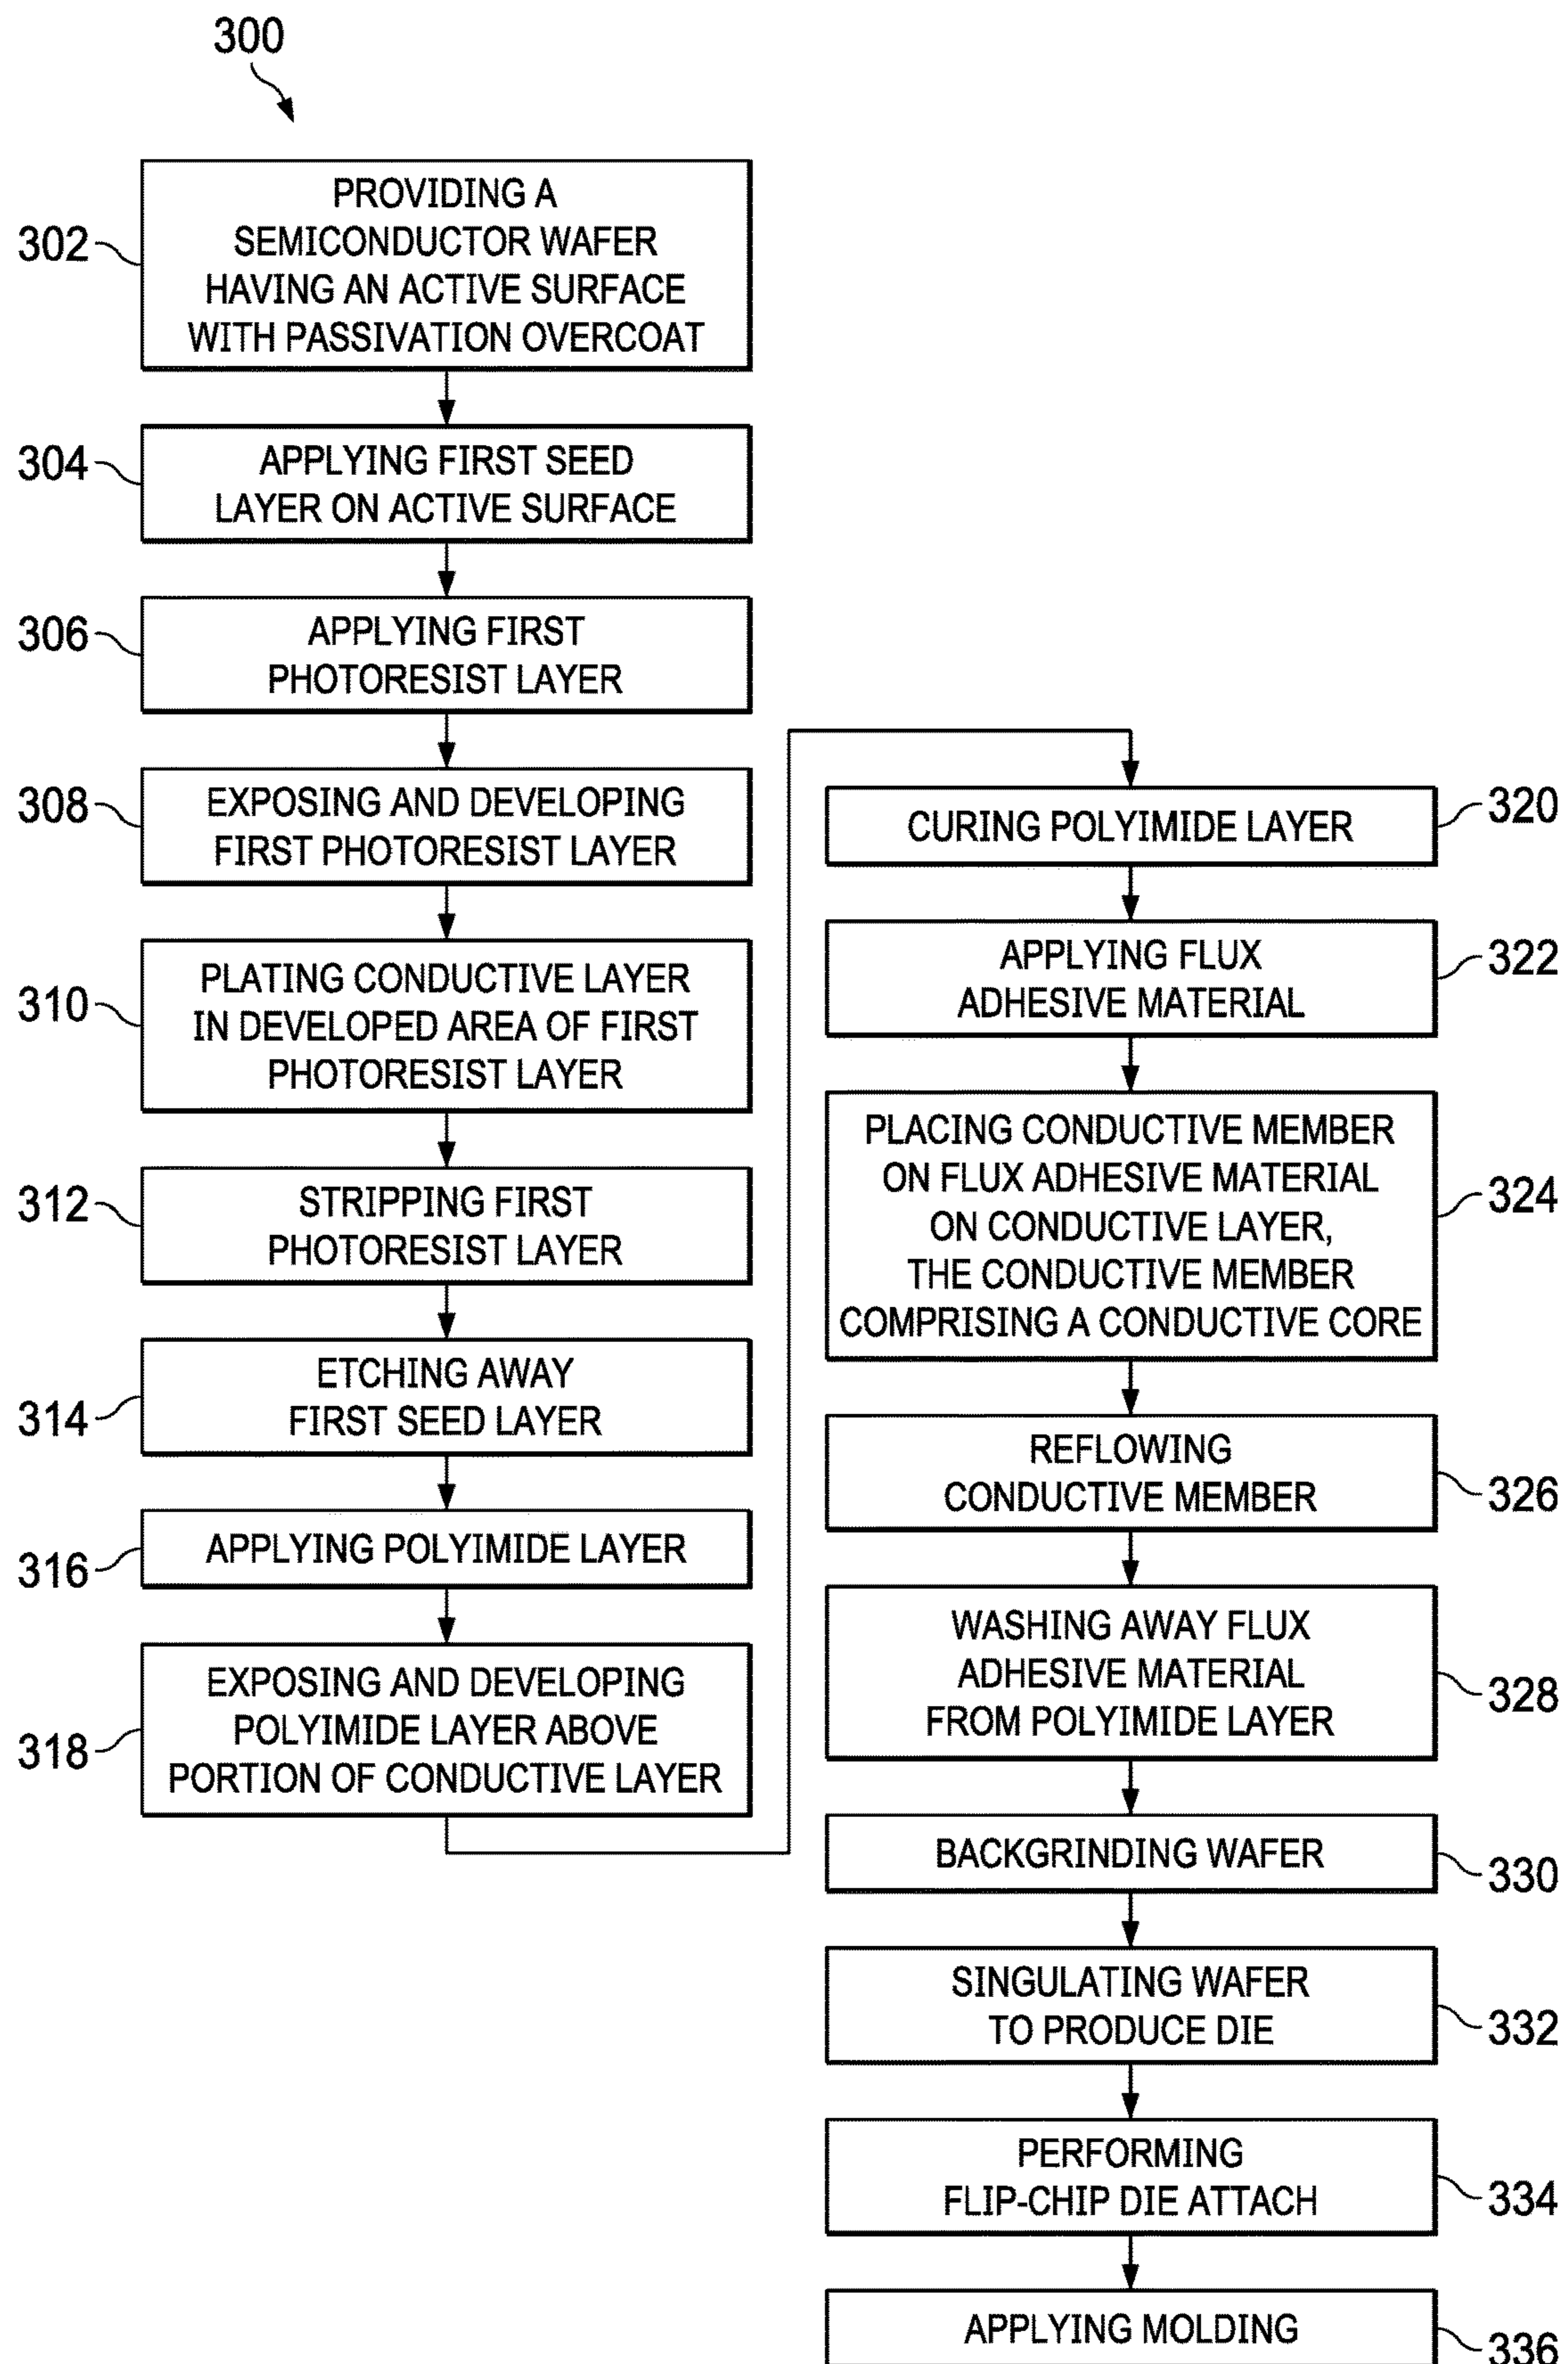 300
302
PROVIDING A
SEMICONDUCTOR WAFER
HAVING AN ACTIVE SURFACE
WITH PASSIVATION OVERCOAT
304
APPLYING FIRST SEED
LAYER ON ACTIVE SURFACE
306
APPLYING FIRST
PHOTORESIST LAYER
308
EXPOSING AND DEVELOPING
FIRST PHOTORESIST LAYER
310
PLATING CONDUCTIVE LAYER
IN DEVELOPED AREA OF FIRST
PHOTORESIST LAYER
312
STRIPPING FIRST
PHOTORESIST LAYER
314
ETCHING AWAY
FIRST SEED LAYER
316
APPLYING POLYIMIDE LAYER
318
EXPOSING AND DEVELOPING
POLYIMIDE LAYER ABOVE
PORTION OF CONDUCTIVE LAYER
320
CURING POLYIMIDE LAYER
322
APPLYING FLUX
ADHESIVE MATERIAL
324
PLACING CONDUCTIVE MEMBER
ON FLUX ADHESIVE MATERIAL
ON CONDUCTIVE LAYER,
THE CONDUCTIVE MEMBER
COMPRISING A CONDUCTIVE CORE
326
REFLOWING
CONDUCTIVE MEMBER
328
WASHING AWAY FLUX
ADHESIVE MATERIAL
FROM POLYIMIDE LAYER
330
BACKGRINDING WAFER
332
SINGULATING WAFER
TO PRODUCE DIE
334
PERFORMING
FLIP-CHIP DIE ATTACH
336
APPLYING MOLDING